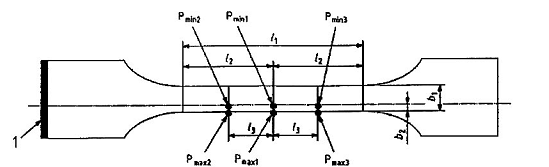 Pmin2 Pmin1 Pmin3
l1
l2 l2
b1
b2
l3 l3
1
Pmax2 Pmax1 Pmax3